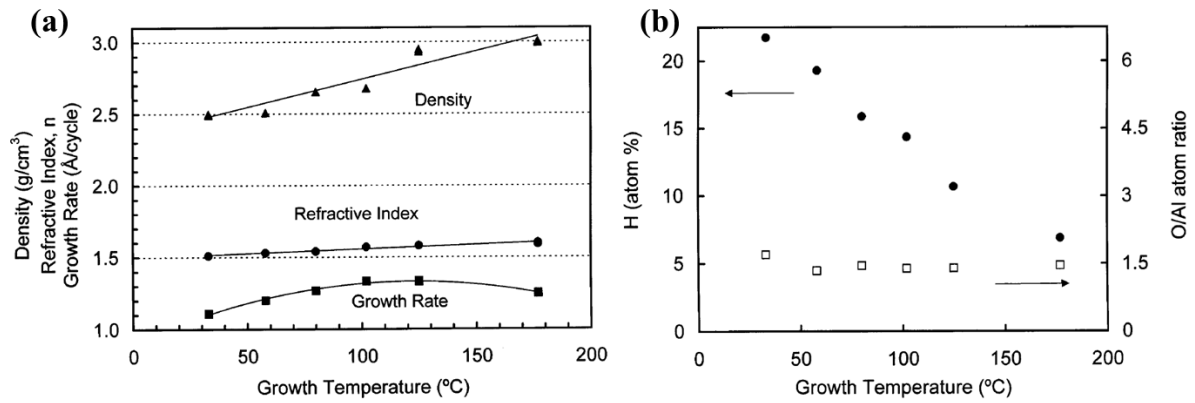 (a)
Density (g/cm³)
Refractive Index, n
Growth Rate (Å/cycle)
3.0
2.5
2.0
1.5
1.0
Density
Refractive Index
Growth Rate
0 50 100 150 200
Growth Temperature (ºC)
(b)
H (atom %)
20
15
10
5
0
6
4.5
3
1.5
0
O/Al atom ratio
0 50 100 150 200
Growth Temperature (ºC)